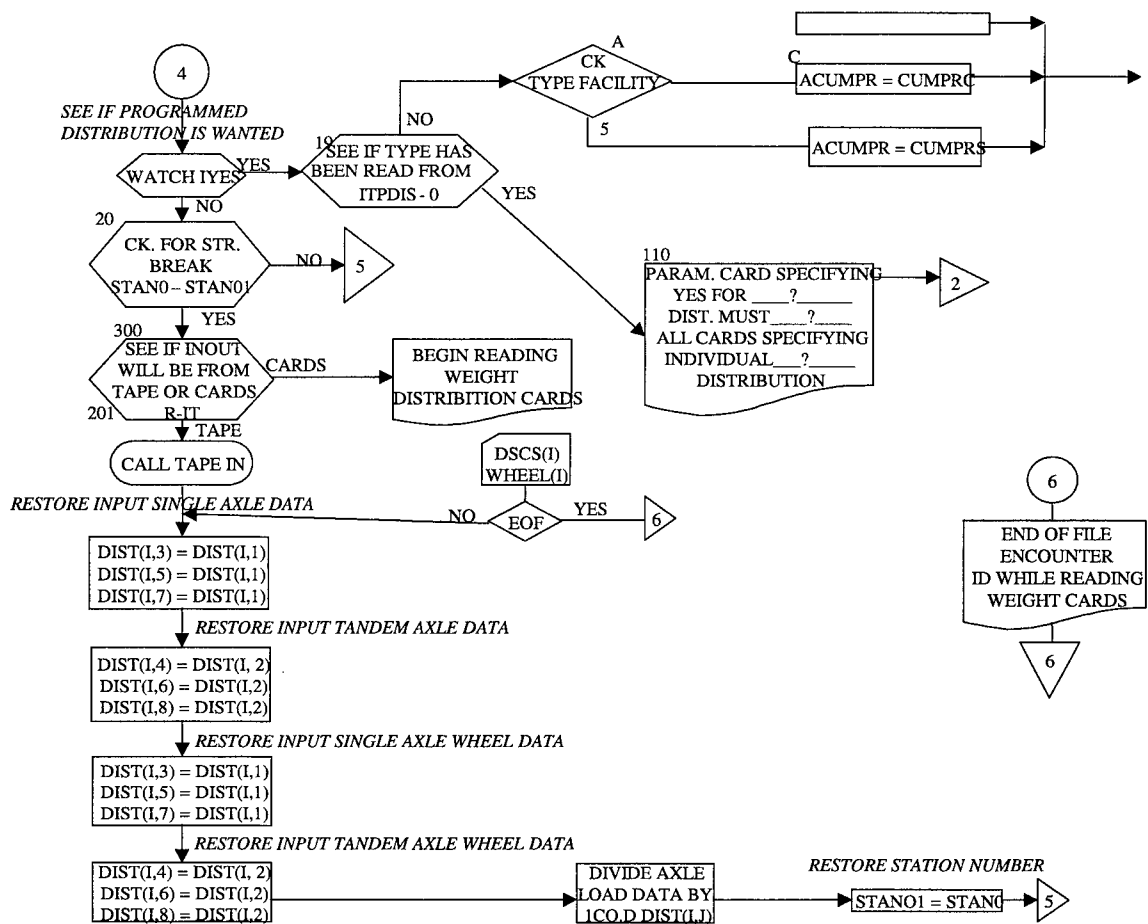 4
SEE IF PROGRAMMED
DISTRIBUTION IS WANTED
WATCH IYES
YES
NO
19
SEE IF TYPE HAS
BEEN READ FROM
ITPDIS - 0
NO
YES
A
CK
TYPE FACILITY
5
C
ACUMPR = CUMPRC
ACUMPR = CUMPRS
20
CK. FOR STR.
BREAK
STAN0 – STAN01
NO
5
YES
110
PARAM. CARD SPECIFYING
YES FOR ____?______
DIST. MUST____?____
ALL CARDS SPECIFYING
INDIVIDUAL___?_____
DISTRIBUTION
2
300
SEE IF INOUT
WILL BE FROM
TAPE OR CARDS
R-IT
201
CARDS
BEGIN READING
WEIGHT
DISTRIBITION CARDS
TAPE
CALL TAPE IN
DSCS(I)
WHEEL(I)
EOF
NO
YES
6
RESTORE INPUT SINGLE AXLE DATA
DIST(I,3) = DIST(I,1)
DIST(I,5) = DIST(I,1)
DIST(I,7) = DIST(I,1)
6
END OF FILE
ENCOUNTER
ID WHILE READING
WEIGHT CARDS
6
RESTORE INPUT TANDEM AXLE DATA
DIST(I,4) = DIST(I, 2)
DIST(I,6) = DIST(I,2)
DIST(I,8) = DIST(I,2)
RESTORE INPUT SINGLE AXLE WHEEL DATA
DIST(I,3) = DIST(I,1)
DIST(I,5) = DIST(I,1)
DIST(I,7) = DIST(I,1)
RESTORE INPUT TANDEM AXLE WHEEL DATA
DIST(I,4) = DIST(I, 2)
DIST(I,6) = DIST(I,2)
DIST(I,8) = DIST(I,2)
DIVIDE AXLE
LOAD DATA BY
1CO.D DIST(I,J)
RESTORE STATION NUMBER
STANO1 = STAN0
5